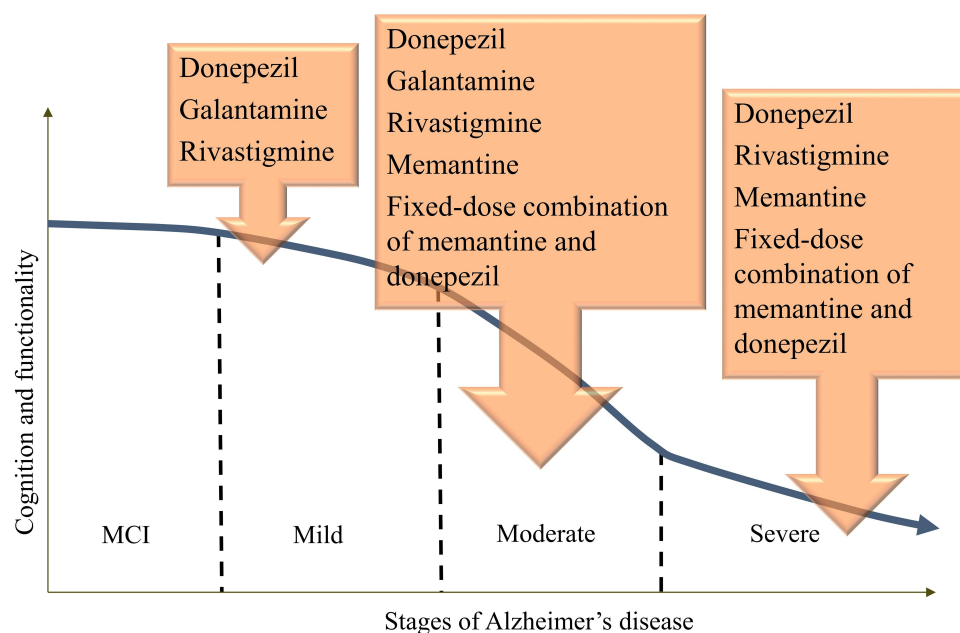 Donepezil
Galantamine
Rivastigmine
Donepezil
Galantamine
Rivastigmine
Memantine
Fixed-dose combination
of memantine and
donepezil
Donepezil
Rivastigmine
Memantine
Fixed-dose
combination of
memantine and
donepezil
Cognition and functionality
MCI
Mild
Moderate
Severe
Stages of Alzheimer’s disease